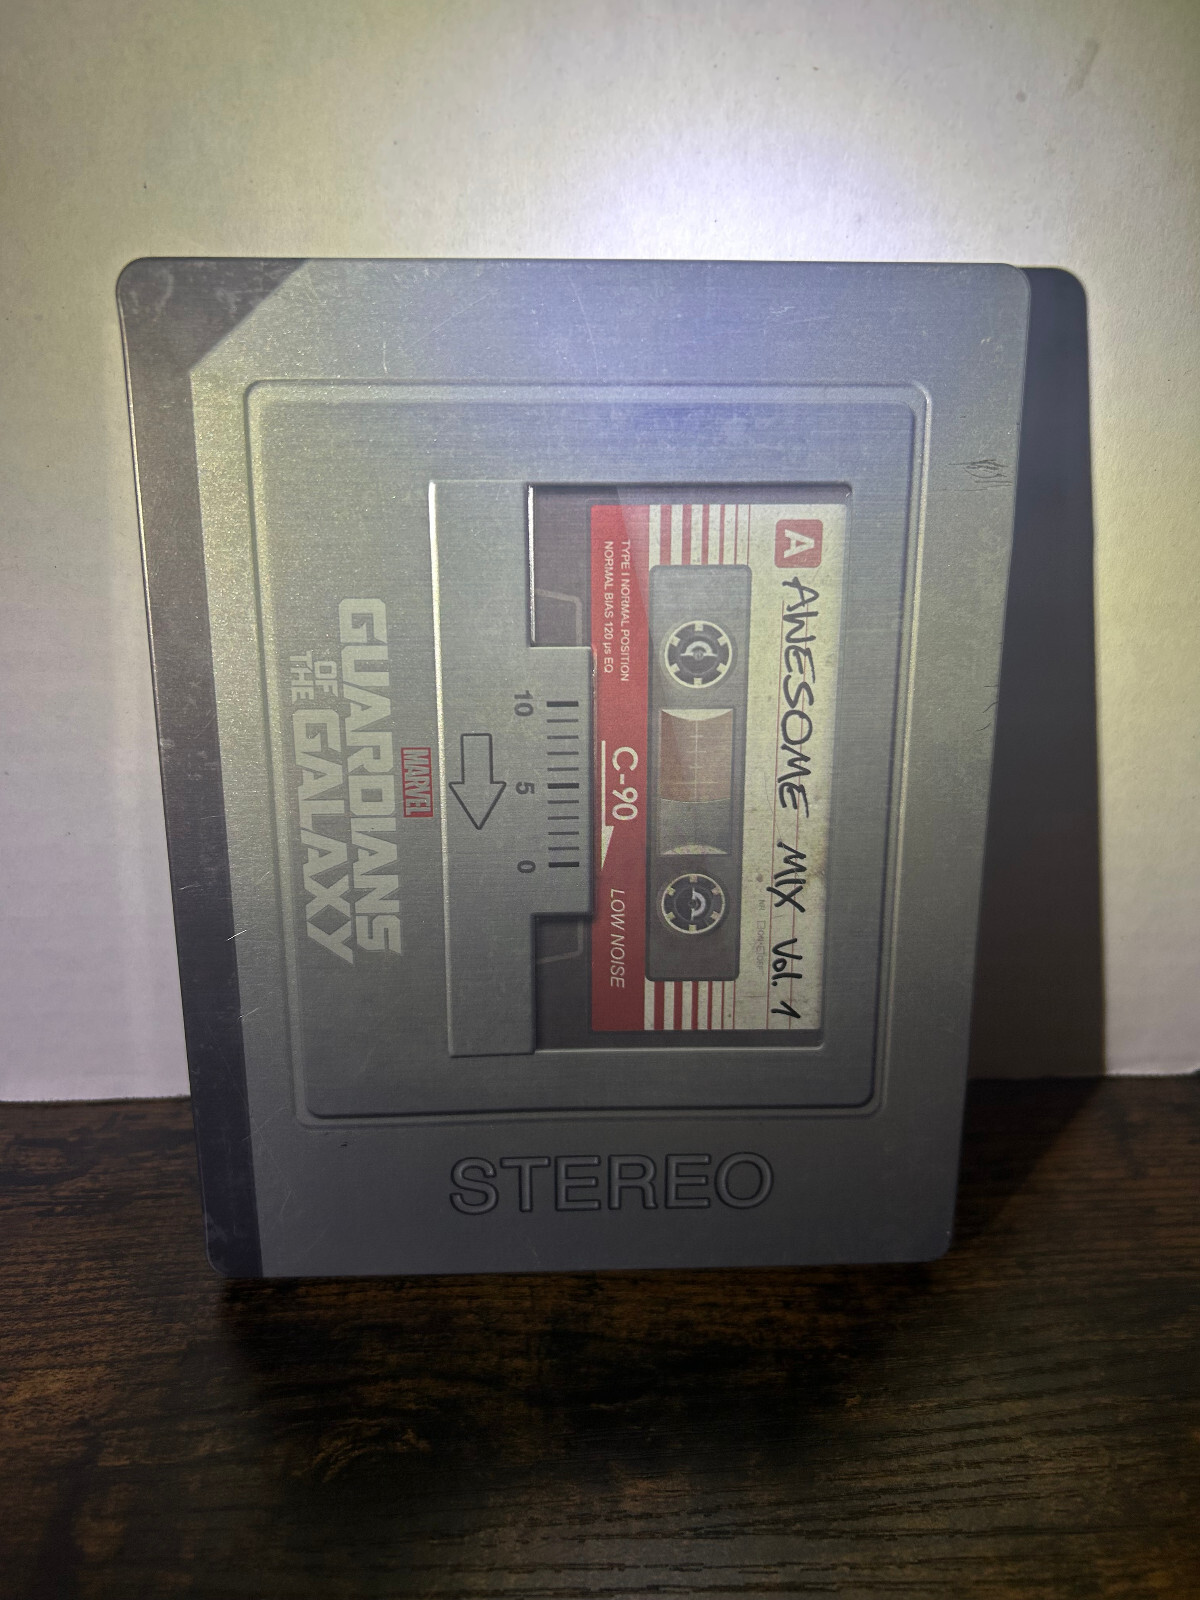 A AWESOME MIX Vol. 1
TYPE I NORMAL POSITION
NORMAL BIAS 120 µs EQ
C-90
LOW NOISE
10 5 0
MARVEL
GUARDIANS
OF
THE GALAXY
STEREO